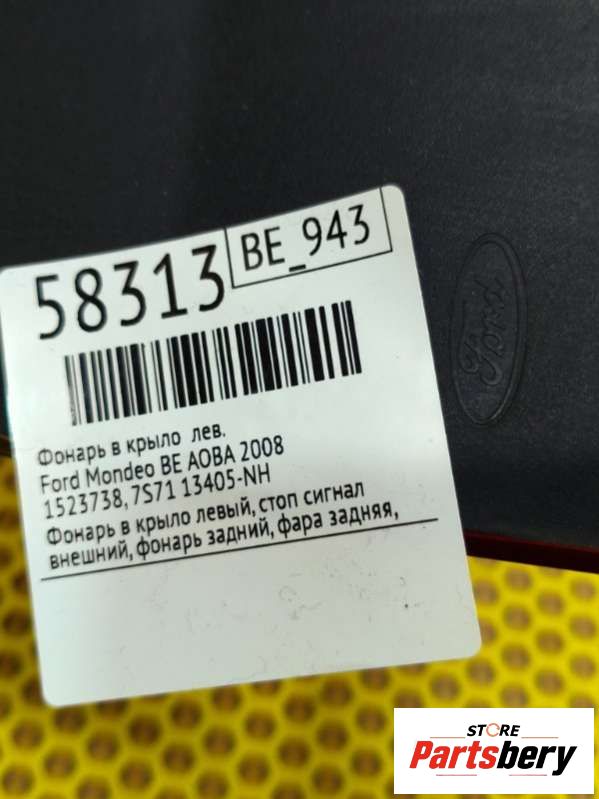 58313
BE_943
Фонарь в крыло лев.
Ford Mondeo BE AOBA 2008
1523738, 7S71 13405-NH
Фонарь в крыло левый, стоп сигнал
внешний, фонарь задний, фара задняя,
Ford
STORE
Partsbery